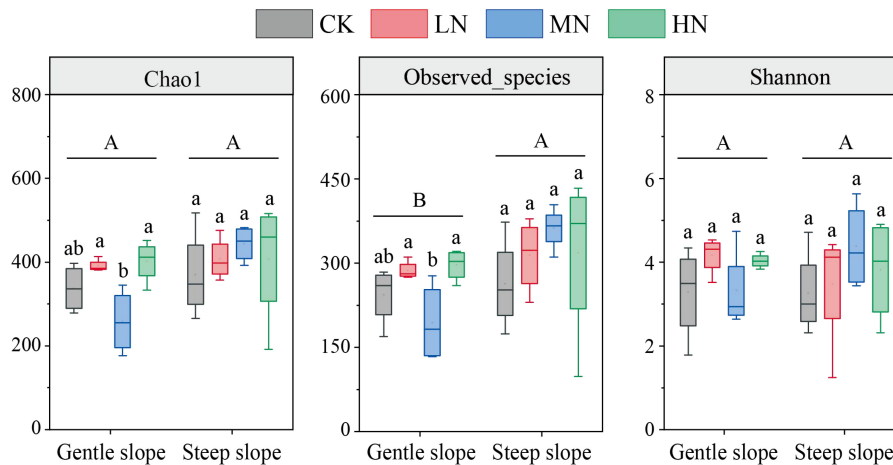 CK LN MN HN
Chao1
800
600
400
200
0
A A
ab a b a a a a a
Gentle slope Steep slope
Observed_species
600
450
300
150
0
B A
ab a b a a a a a
Gentle slope Steep slope
Shannon
8
6
4
2
0
A A
a a a a a a a a
Gentle slope Steep slope